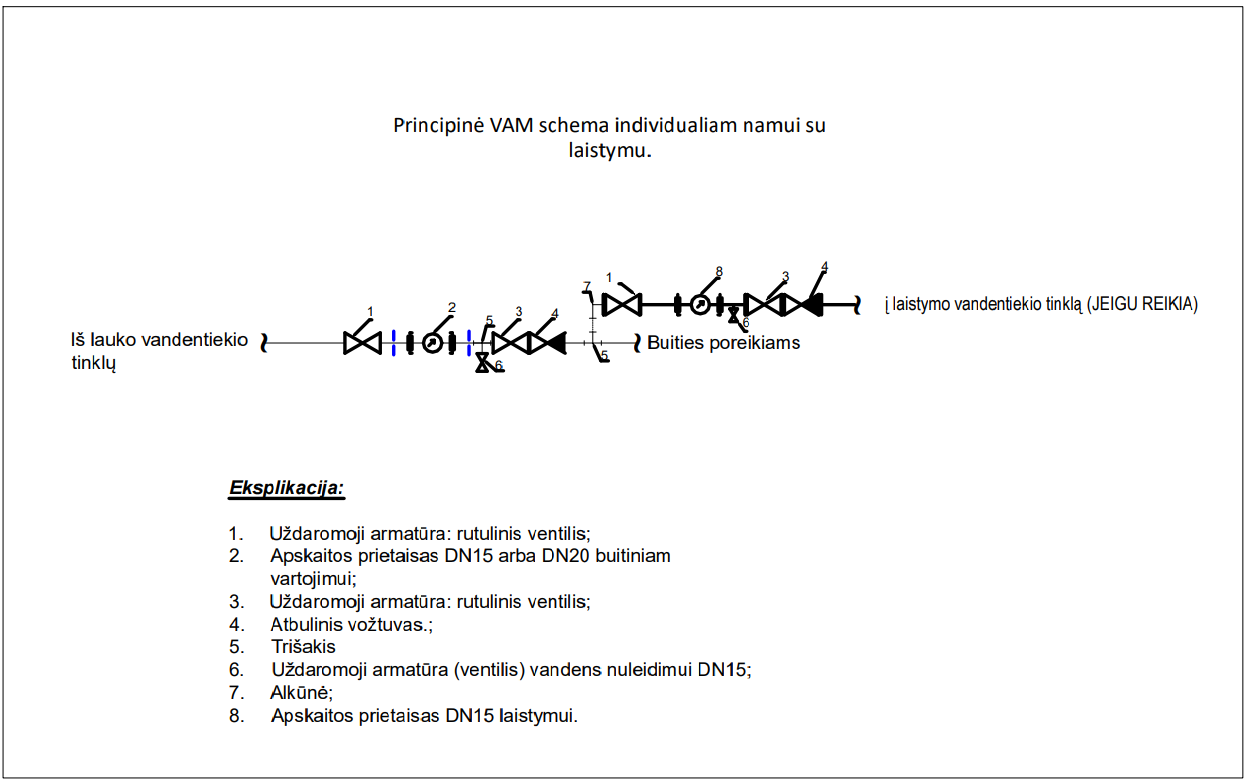 Principinė VAM schema individualiam namui su
laistymu.
1 8 3 4
7
6
į laistymo vandentiekio tinklą (JEIGU REIKIA)
1 2 5 3 4
Iš lauko vandentiekio
tinklų
Buities poreikiams
6 5
Eksplikacija:
1. Uždaromoji armatūra: rutulinis ventilis;
2. Apskaitos prietaisas DN15 arba DN20 buitiniam
vartojimui;
3. Uždaromoji armatūra: rutulinis ventilis;
4. Atbulinis vožtuvas.;
5. Trišakis
6. Uždaromoji armatūra (ventilis) vandens nuleidimui DN15;
7. Alkūnė;
8. Apskaitos prietaisas DN15 laistymui.